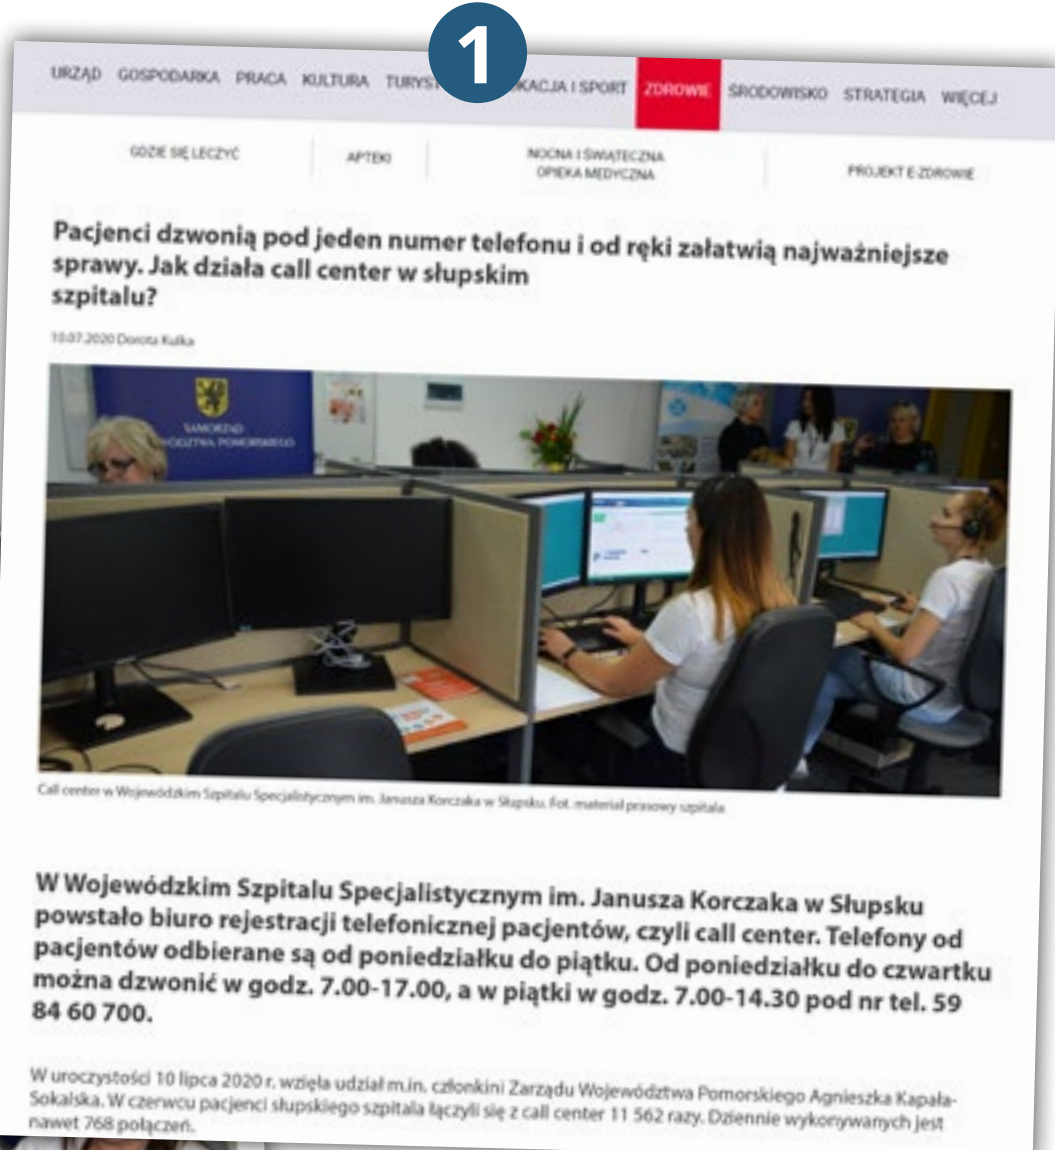 1
URZĄD GOSPODARKA PRACA KULTURA TURYST KACJA I SPORT ZDROWIE ŚRODOWISKO STRATEGIA WIĘCEJ
GDZIE SIĘ LECZYĆ
APTEKI
NOCNA I ŚWIĄTECZNA
OPIEKA MEDYCZNA
PROJEKT E-ZDROWIE
Pacjenci dzwonią pod jeden numer telefonu i od ręki załatwią najważniejsze
sprawy. Jak działa call center w słupskim
szpitalu?
10.07.2020 Dorota Kulka
SAMORZĄD
WOJEWÓDZTWA POMORSKIEGO
Call center w Wojewódzkim Szpitalu Specjalistycznym im. Janusza Korczaka w Słupsku. Fot. materiał prasowy szpitala
W Wojewódzkim Szpitalu Specjalistycznym im. Janusza Korczaka w Słupsku
powstało biuro rejestracji telefonicznej pacjentów, czyli call center. Telefony od
pacjentów odbierane są od poniedziałku do piątku. Od poniedziałku do czwartku
można dzwonić w godz. 7.00-17.00, a w piątki w godz. 7.00-14.30 pod nr tel. 59
84 60 700.
W uroczystości 10 lipca 2020 r. wzięła udział m.in. członkini Zarządu Województwa Pomorskiego Agnieszka Kapała-
Sokalska. W czerwcu pacjenci słupskiego szpitala łączyli się z call center 11 562 razy. Dziennie wykonywanych jest
nawet 768 połączeń.